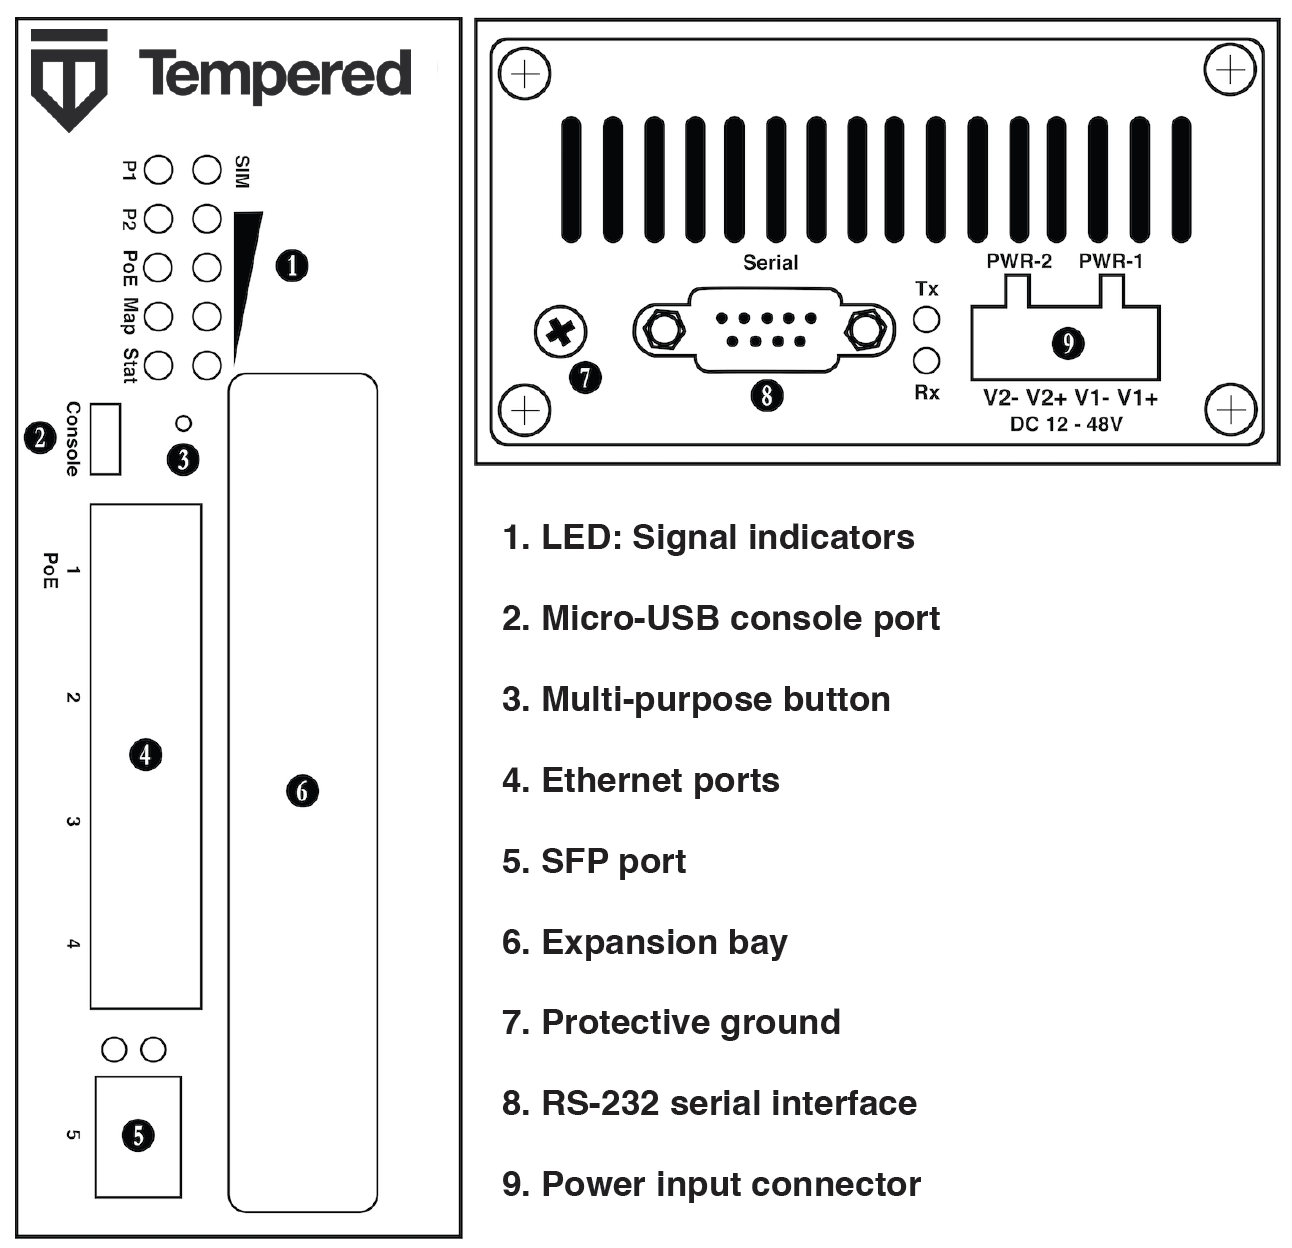 Tempered
P1
SIM
P2
PoE
Map
Stat
1
Console
2
3
PoE
1
2
3
4
4
6
5
5
Serial
PWR-2 PWR-1
Tx
Rx
7
8
9
V2- V2+ V1- V1+
DC 12 - 48V
1. LED: Signal indicators
2. Micro-USB console port
3. Multi-purpose button
4. Ethernet ports
5. SFP port
6. Expansion bay
7. Protective ground
8. RS-232 serial interface
9. Power input connector